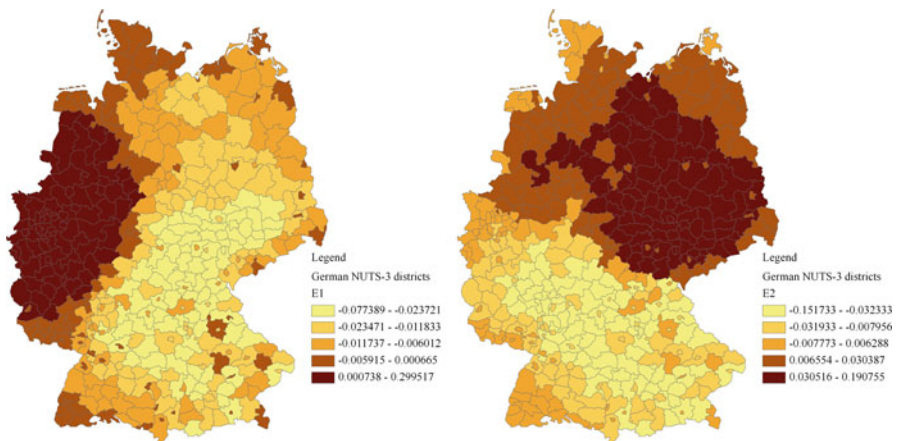 Legend
German NUTS-3 districts
E1
-0.077389 - -0.023721
-0.023471 - -0.011833
-0.011737 - -0.006012
-0.005915 - 0.000665
0.000738 - 0.299517
Legend
German NUTS-3 districts
E2
-0.151733 - -0.032333
-0.031933 - -0.007956
-0.007773 - 0.006288
0.006554 - 0.030387
0.030516 - 0.190755